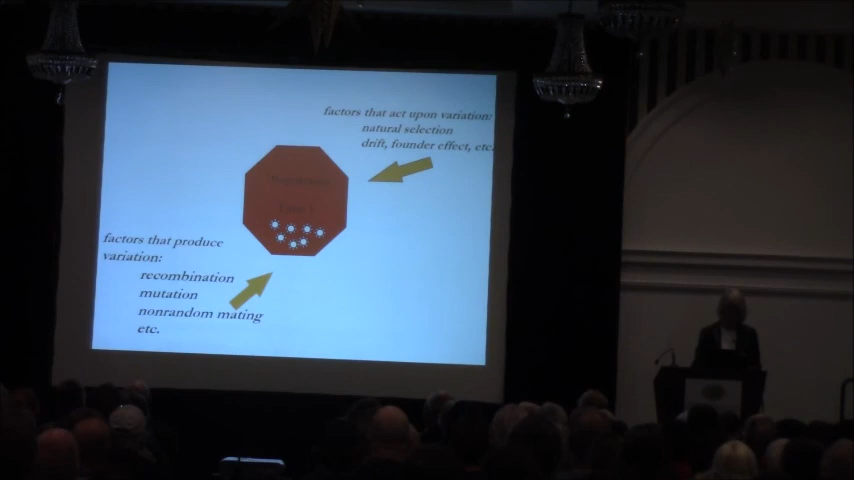 factors that act upon variation:
natural selection
drift, founder effect, etc.
Population
factors that produce
variation:
recombination
mutation
nonrandom mating
etc.